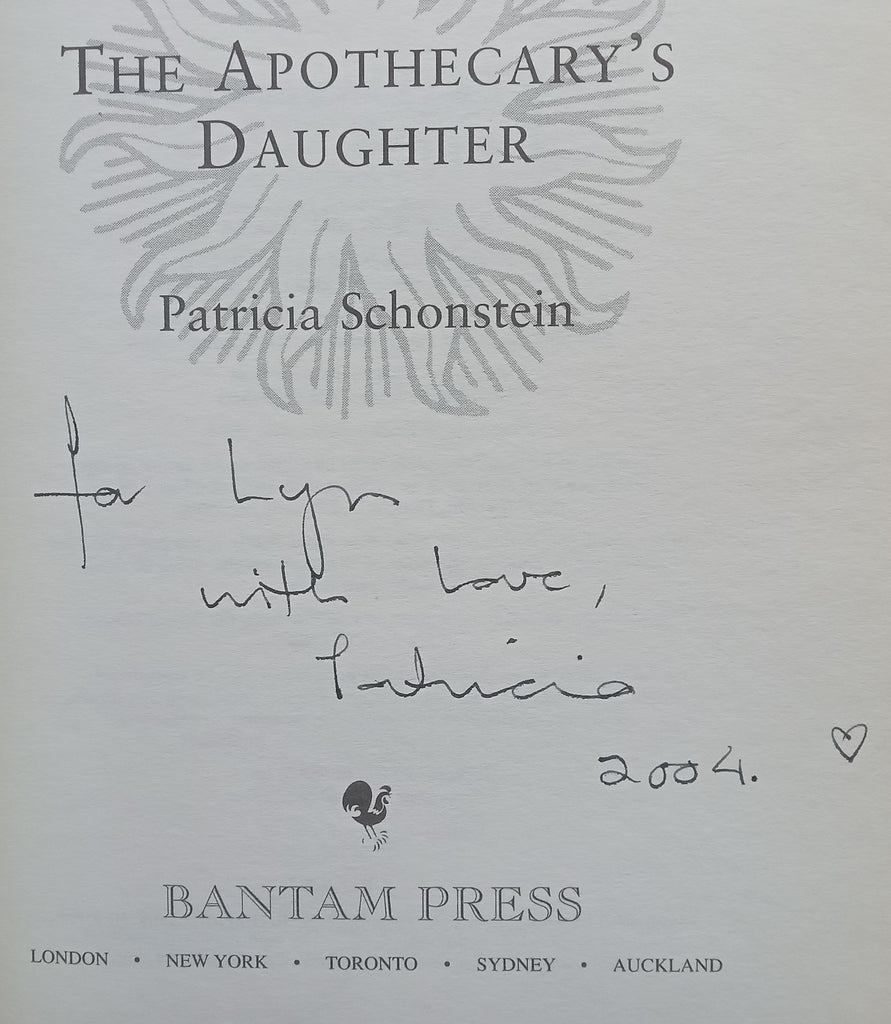 THE APOTHECARY'S
DAUGHTER
Patricia Schonstein
for Lyn
with love,
Patricia
2004.
BANTAM PRESS
LONDON • NEW YORK • TORONTO • SYDNEY • AUCKLAND